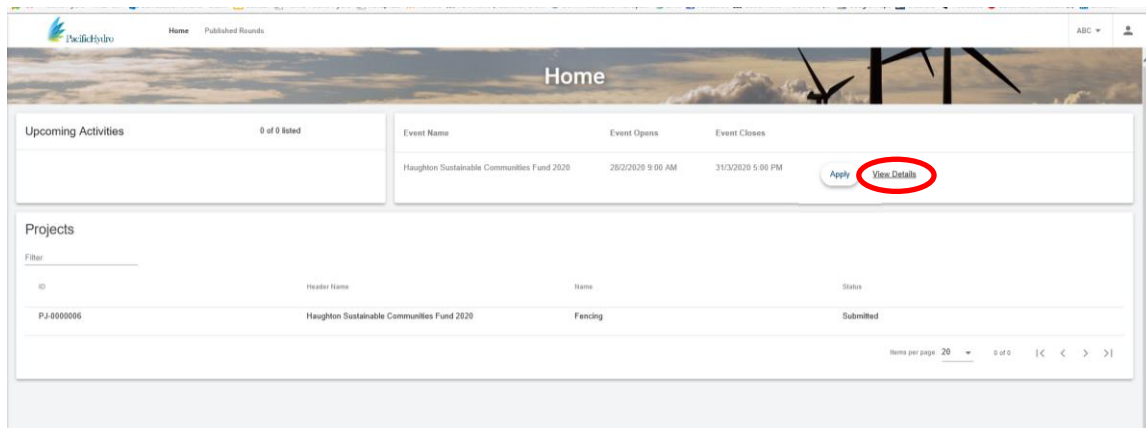 PacificHydro
Home Published Rounds
ABC
Home
Upcoming Activities 0 of 0 listed
Event Name Event Opens Event Closes
Haughton Sustainable Communities Fund 2020 28/2/2020 9:00 AM 31/3/2020 5:00 PM Apply View Details
Projects
Filter
ID Header Name Name Status
PJ-0000006 Haughton Sustainable Communities Fund 2020 Fencing Submitted
Items per page 20 0 of 0